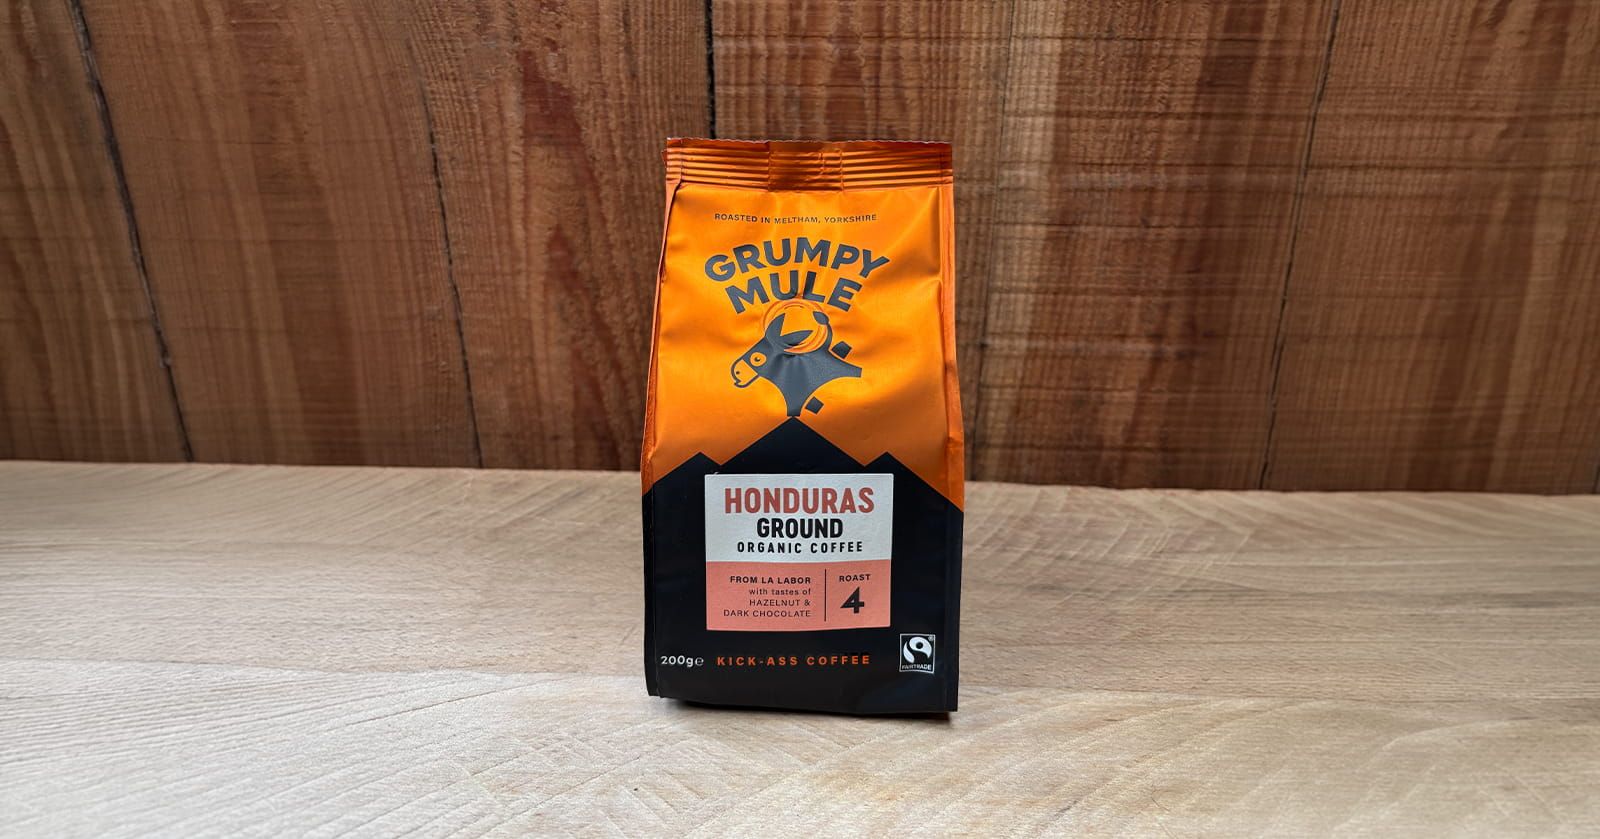 ROASTED IN MELTHAM, YORKSHIRE
GRUMPY
MULE
HONDURAS
GROUND
ORGANIC COFFEE
FROM LA LABOR
with tastes of
HAZELNUT &
DARK CHOCOLATE
ROAST
4
200g℮
KICK-ASS COFFEE
FAIRTRADE
®